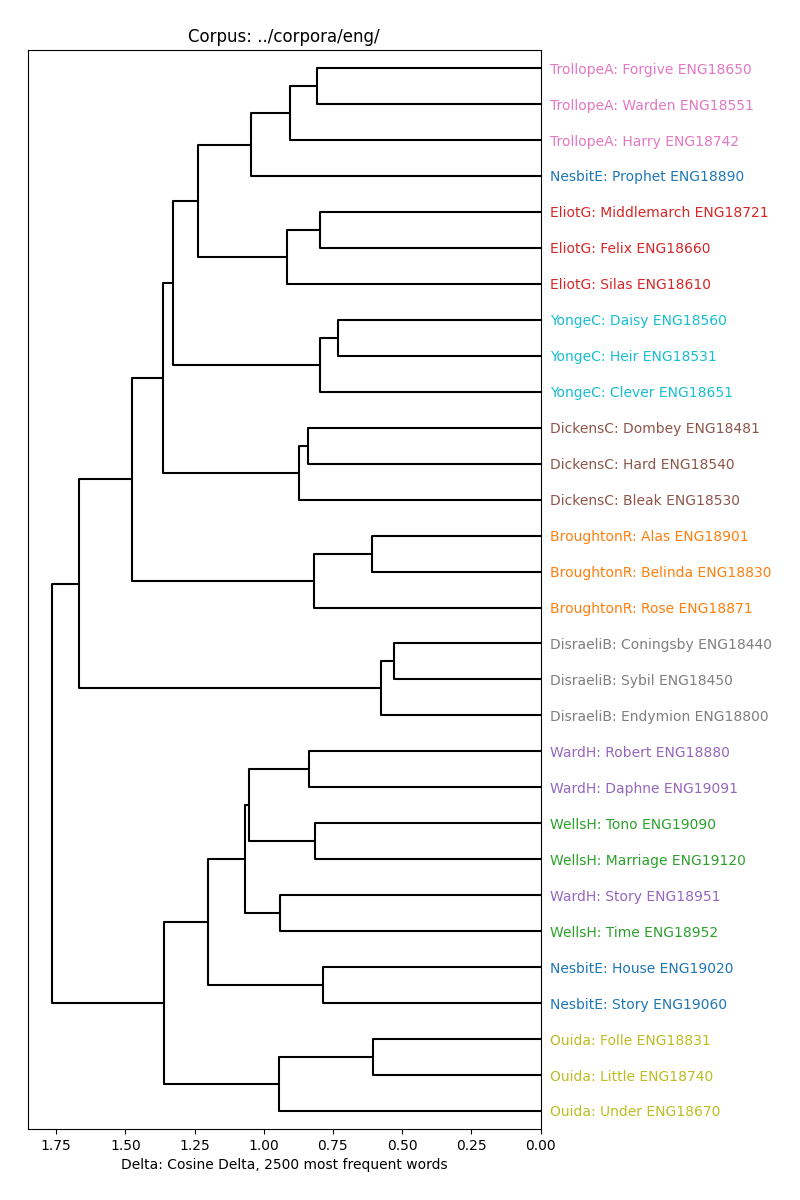 Corpus: ../corpora/eng/
TrollopeA: Forgive ENG18650
TrollopeA: Warden ENG18551
TrollopeA: Harry ENG18742
NesbitE: Prophet ENG18890
EliotG: Middlemarch ENG18721
EliotG: Felix ENG18660
EliotG: Silas ENG18610
YongeC: Daisy ENG18560
YongeC: Heir ENG18531
YongeC: Clever ENG18651
DickensC: Dombey ENG18481
DickensC: Hard ENG18540
DickensC: Bleak ENG18530
BroughtonR: Alas ENG18901
BroughtonR: Belinda ENG18830
BroughtonR: Rose ENG18871
DisraeliB: Coningsby ENG18440
DisraeliB: Sybil ENG18450
DisraeliB: Endymion ENG18800
WardH: Robert ENG18880
WardH: Daphne ENG19091
WellsH: Tono ENG19090
WellsH: Marriage ENG19120
WardH: Story ENG18951
WellsH: Time ENG18952
NesbitE: House ENG19020
NesbitE: Story ENG19060
Ouida: Folle ENG18831
Ouida: Little ENG18740
Ouida: Under ENG18670
1.75 1.50 1.25 1.00 0.75 0.50 0.25 0.00
Delta: Cosine Delta, 2500 most frequent words